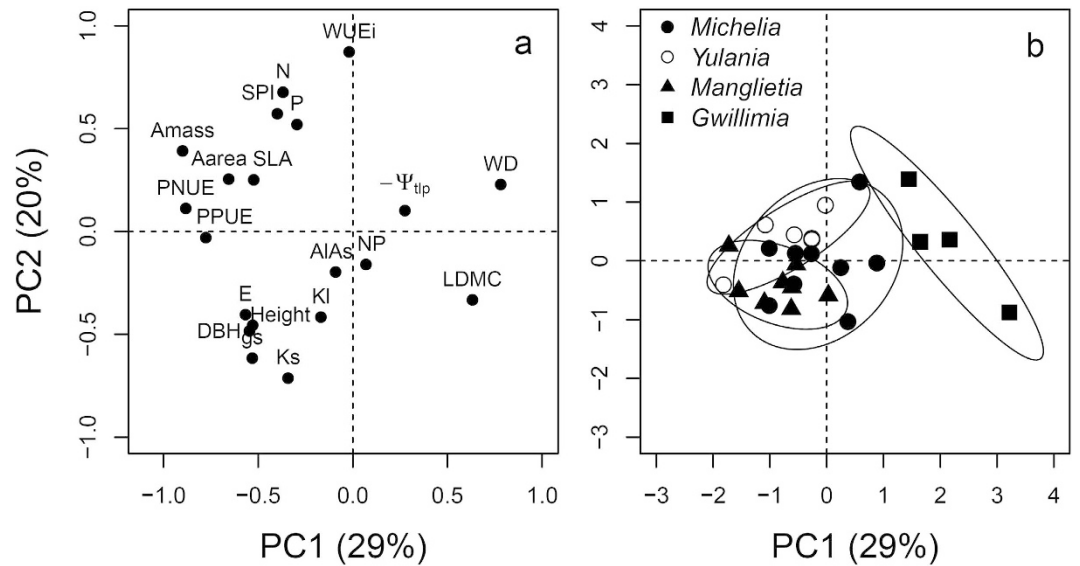 a
WUEi
N
SPI
P
Amass
Aarea SLA
WD
−Ψtlp
PNUE
PPUE
AlAs
NP
LDMC
E
Kl
Height
DBH
gs
Ks
1.0
0.5
0.0
−0.5
−1.0
PC2 (20%)
−1.0 −0.5 0.0 0.5 1.0
PC1 (29%)
b
Michelia
Yulania
Manglietia
Gwillimia
4
3
2
1
0
−1
−2
−3
−3 −2 −1 0 1 2 3 4
PC1 (29%)